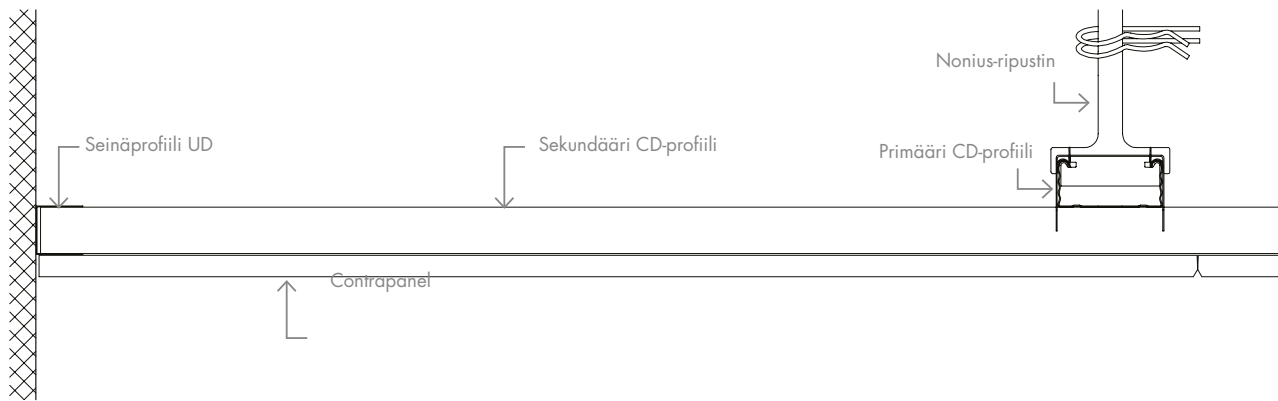 Nonius-ripustin
Seinäprofiili UD
Sekundääri CD-profiili
Primääri CD-profiili
Contrapanel